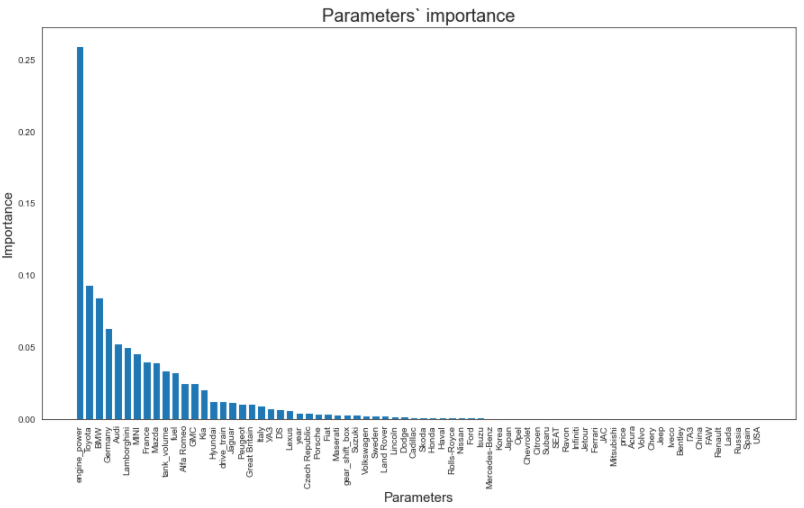 Parameters` importance
Importance
0.25
0.20
0.15
0.10
0.05
0.00
engine_power
Toyota
BMW
Germany
Audi
Lamborghini
MINI
France
Mazda
tank_volume
fuel
Alfa Romeo
GMC
Kia
Hyundai
drive_train
Jaguar
Peugeot
Great Britain
Italy
УАЗ
DS
Lexus
year
Czech Republic
Porsche
Fiat
Maserati
gear_shift_box
Suzuki
Volkswagen
Sweden
Land Rover
Lincoln
Dodge
Cadillac
Skoda
Honda
Haval
Rolls-Royce
Nissan
Ford
Isuzu
Mercedes-Benz
Korea
Japan
Opel
Chevrolet
Citroen
Subaru
SEAT
Ravon
Infiniti
Jetour
Ferrari
JAC
Mitsubishi
price
Acura
Volvo
Chery
Jeep
Iveco
Bentley
ГАЗ
China
FAW
Renault
Lada
Russia
Spain
USA
Parameters